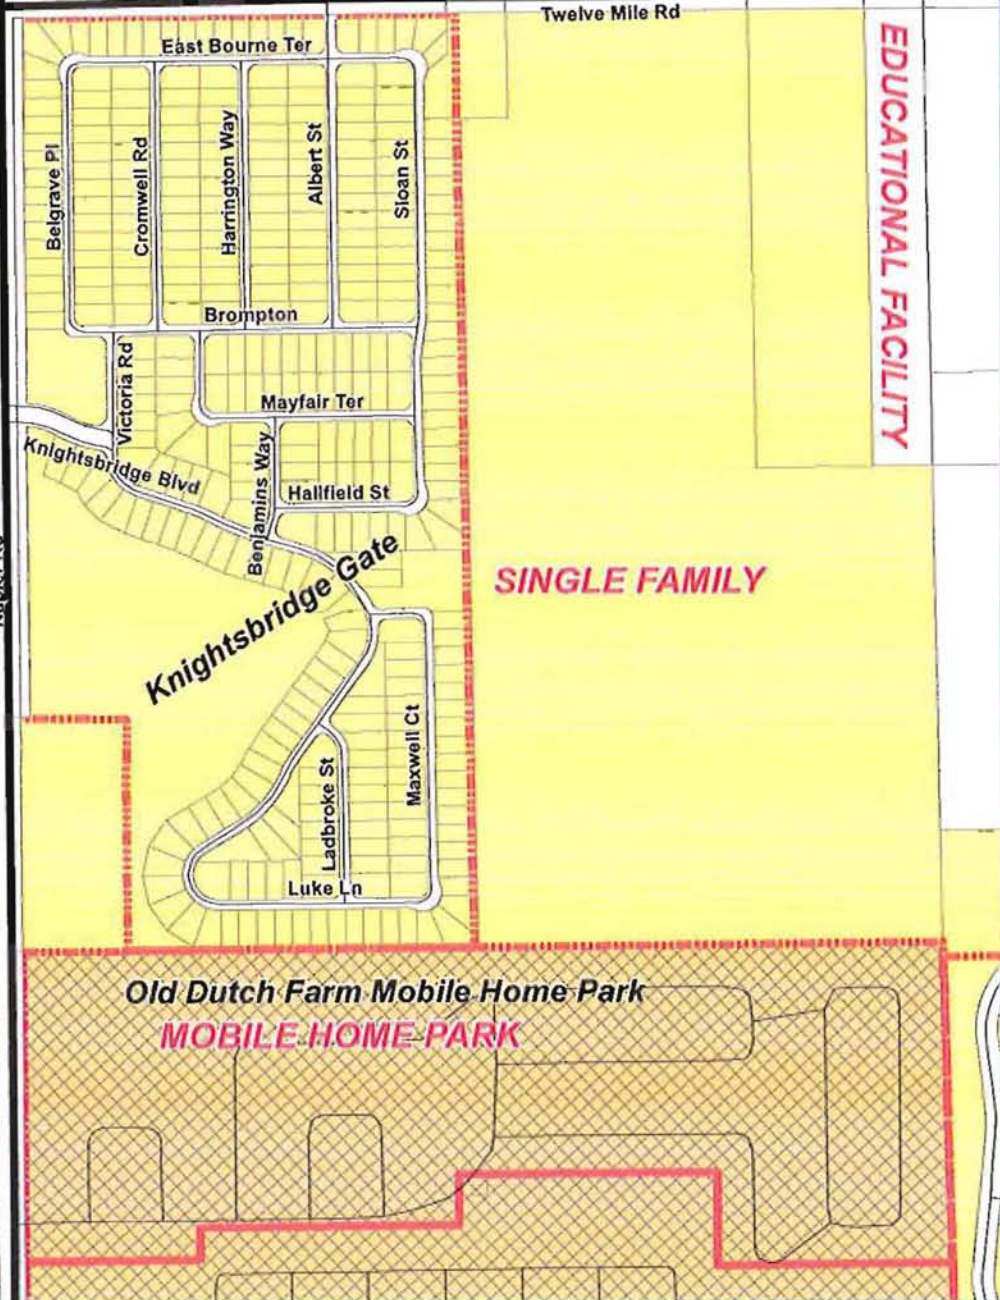 Twelve Mile Rd
East Bourne Ter
EDUCATIONAL FACILITY
Belgrave Pl
Cromwell Rd
Harrington Way
Albert St
Sloan St
Brompton
Victoria Rd
Mayfair Ter
Knightsbridge Blvd
Benjamins Way
Hallfield St
Knightsbridge Gate
SINGLE FAMILY
Maxwell Ct
Ladbroke St
Luke Ln
Old Dutch Farm Mobile Home Park
MOBILE HOME PARK